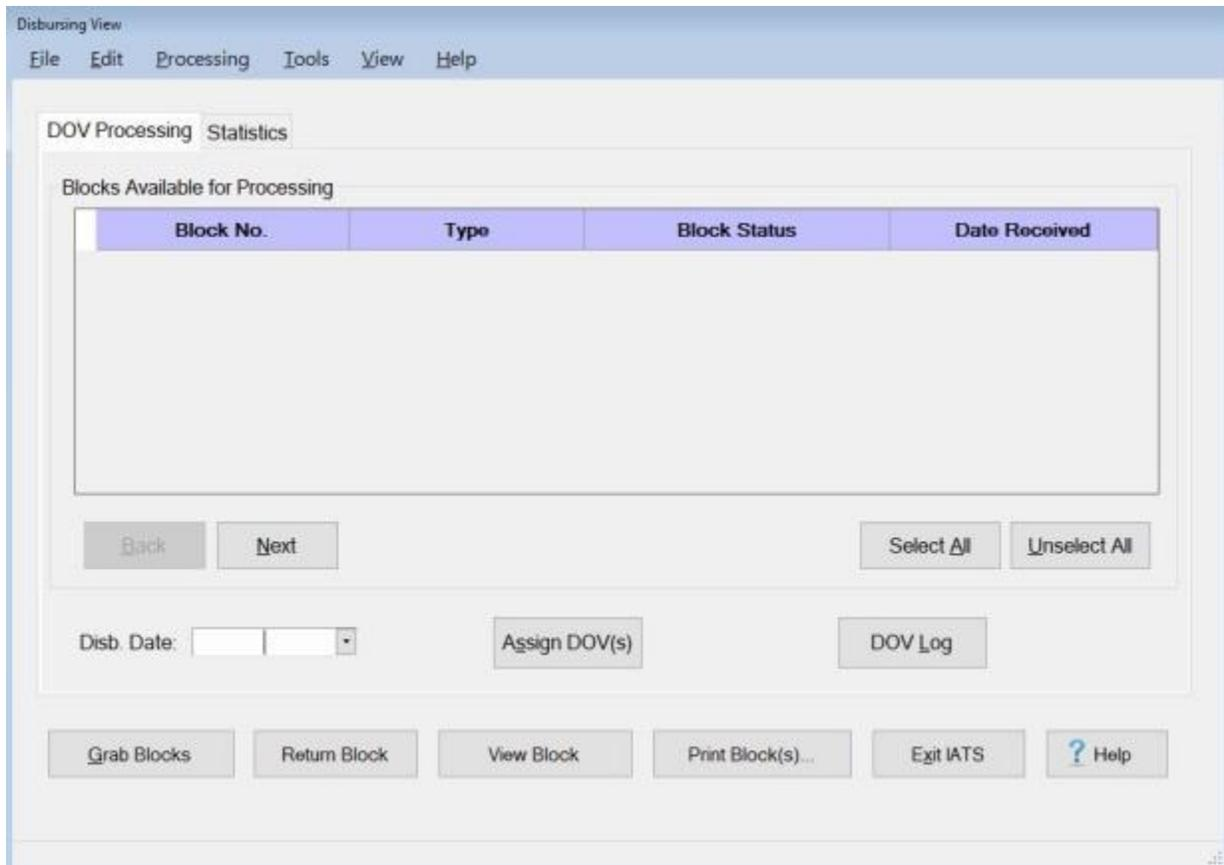 Disbursing View
File Edit Processing Tools View Help
DOV Processing Statistics
Blocks Available for Processing
Block No. Type Block Status Date Received
Back Next Select All Unselect All
Disb. Date: Assign DOV(s) DOV Log
Grab Blocks Return Block View Block Print Block(s)... Exit IATS ? Help